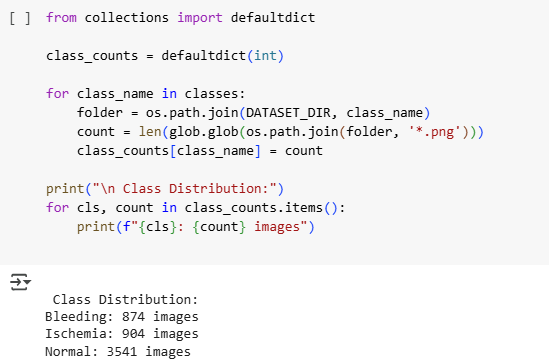 [ ] from collections import defaultdict
class_counts = defaultdict(int)
for class_name in classes:
    folder = os.path.join(DATASET_DIR, class_name)
    count = len(glob.glob(os.path.join(folder, '*.png')))
    class_counts[class_name] = count
print("\n Class Distribution:")
for cls, count in class_counts.items():
    print(f"{cls}: {count} images")
 Class Distribution:
Bleeding: 874 images
Ischemia: 904 images
Normal: 3541 images